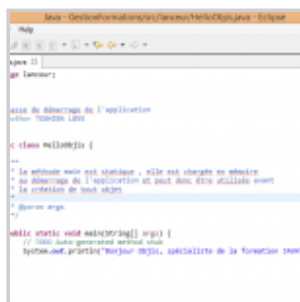 Java - GestionFormations/src/lanceur/HelloObjis.java - Eclipse
Help
ge lanceur;
asse de démarrage de l'application
uthor TOSHIBA
c class HelloObjis {
**
* la méthode main est statique , elle est chargée en mémoire
* au démarrage de l'application et peut donc être utilisée avant
* la création de tout objet
*
* @param args
*/
ublic static void main(String[] args) {
// TODO Auto-generated method stub
System.out.println("Bonjour Objis, spécialiste de la formation